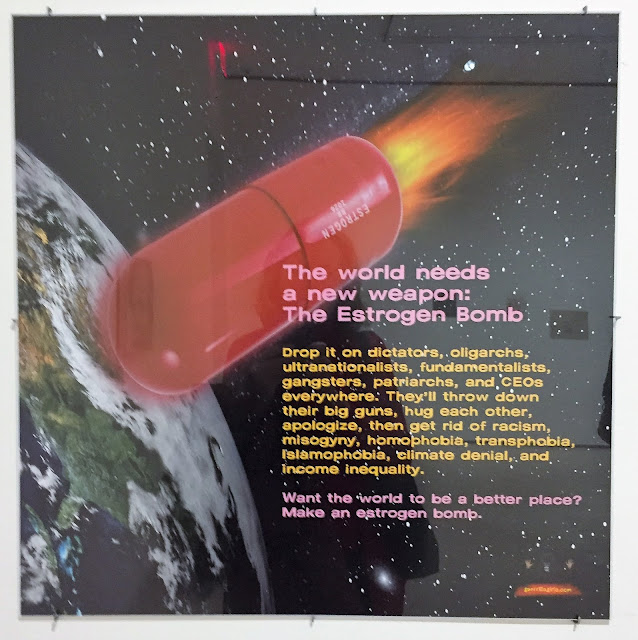 ESTROGEN
The world needs
a new weapon:
The Estrogen Bomb
Drop it on dictators, oligarchs,
ultranationalists, fundamentalists,
gangsters, patriarchs, and CEOs
everywhere. They'll throw down
their big guns, hug each other,
apologize, then get rid of racism,
misogyny, homophobia, transphobia,
Islamophobia, climate denial, and
income inequality.
Want the world to be a better place?
Make an estrogen bomb.
guerrillagirls.com